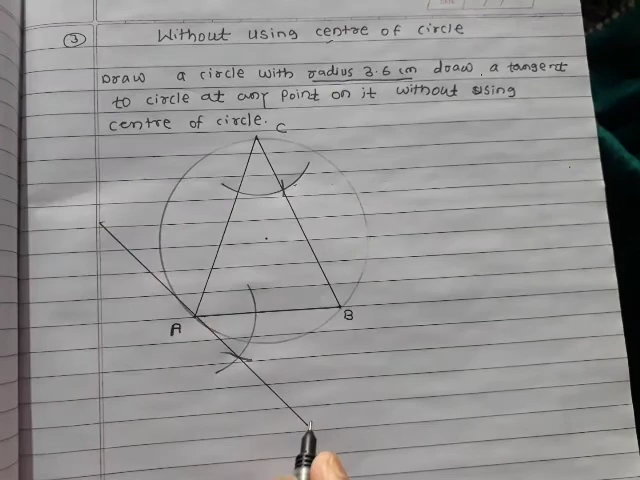 3 Without using centre of circle
Draw a circle with radius 3.6 cm draw a tangent
to circle at any point on it without using
centre of circle.
C
A
B